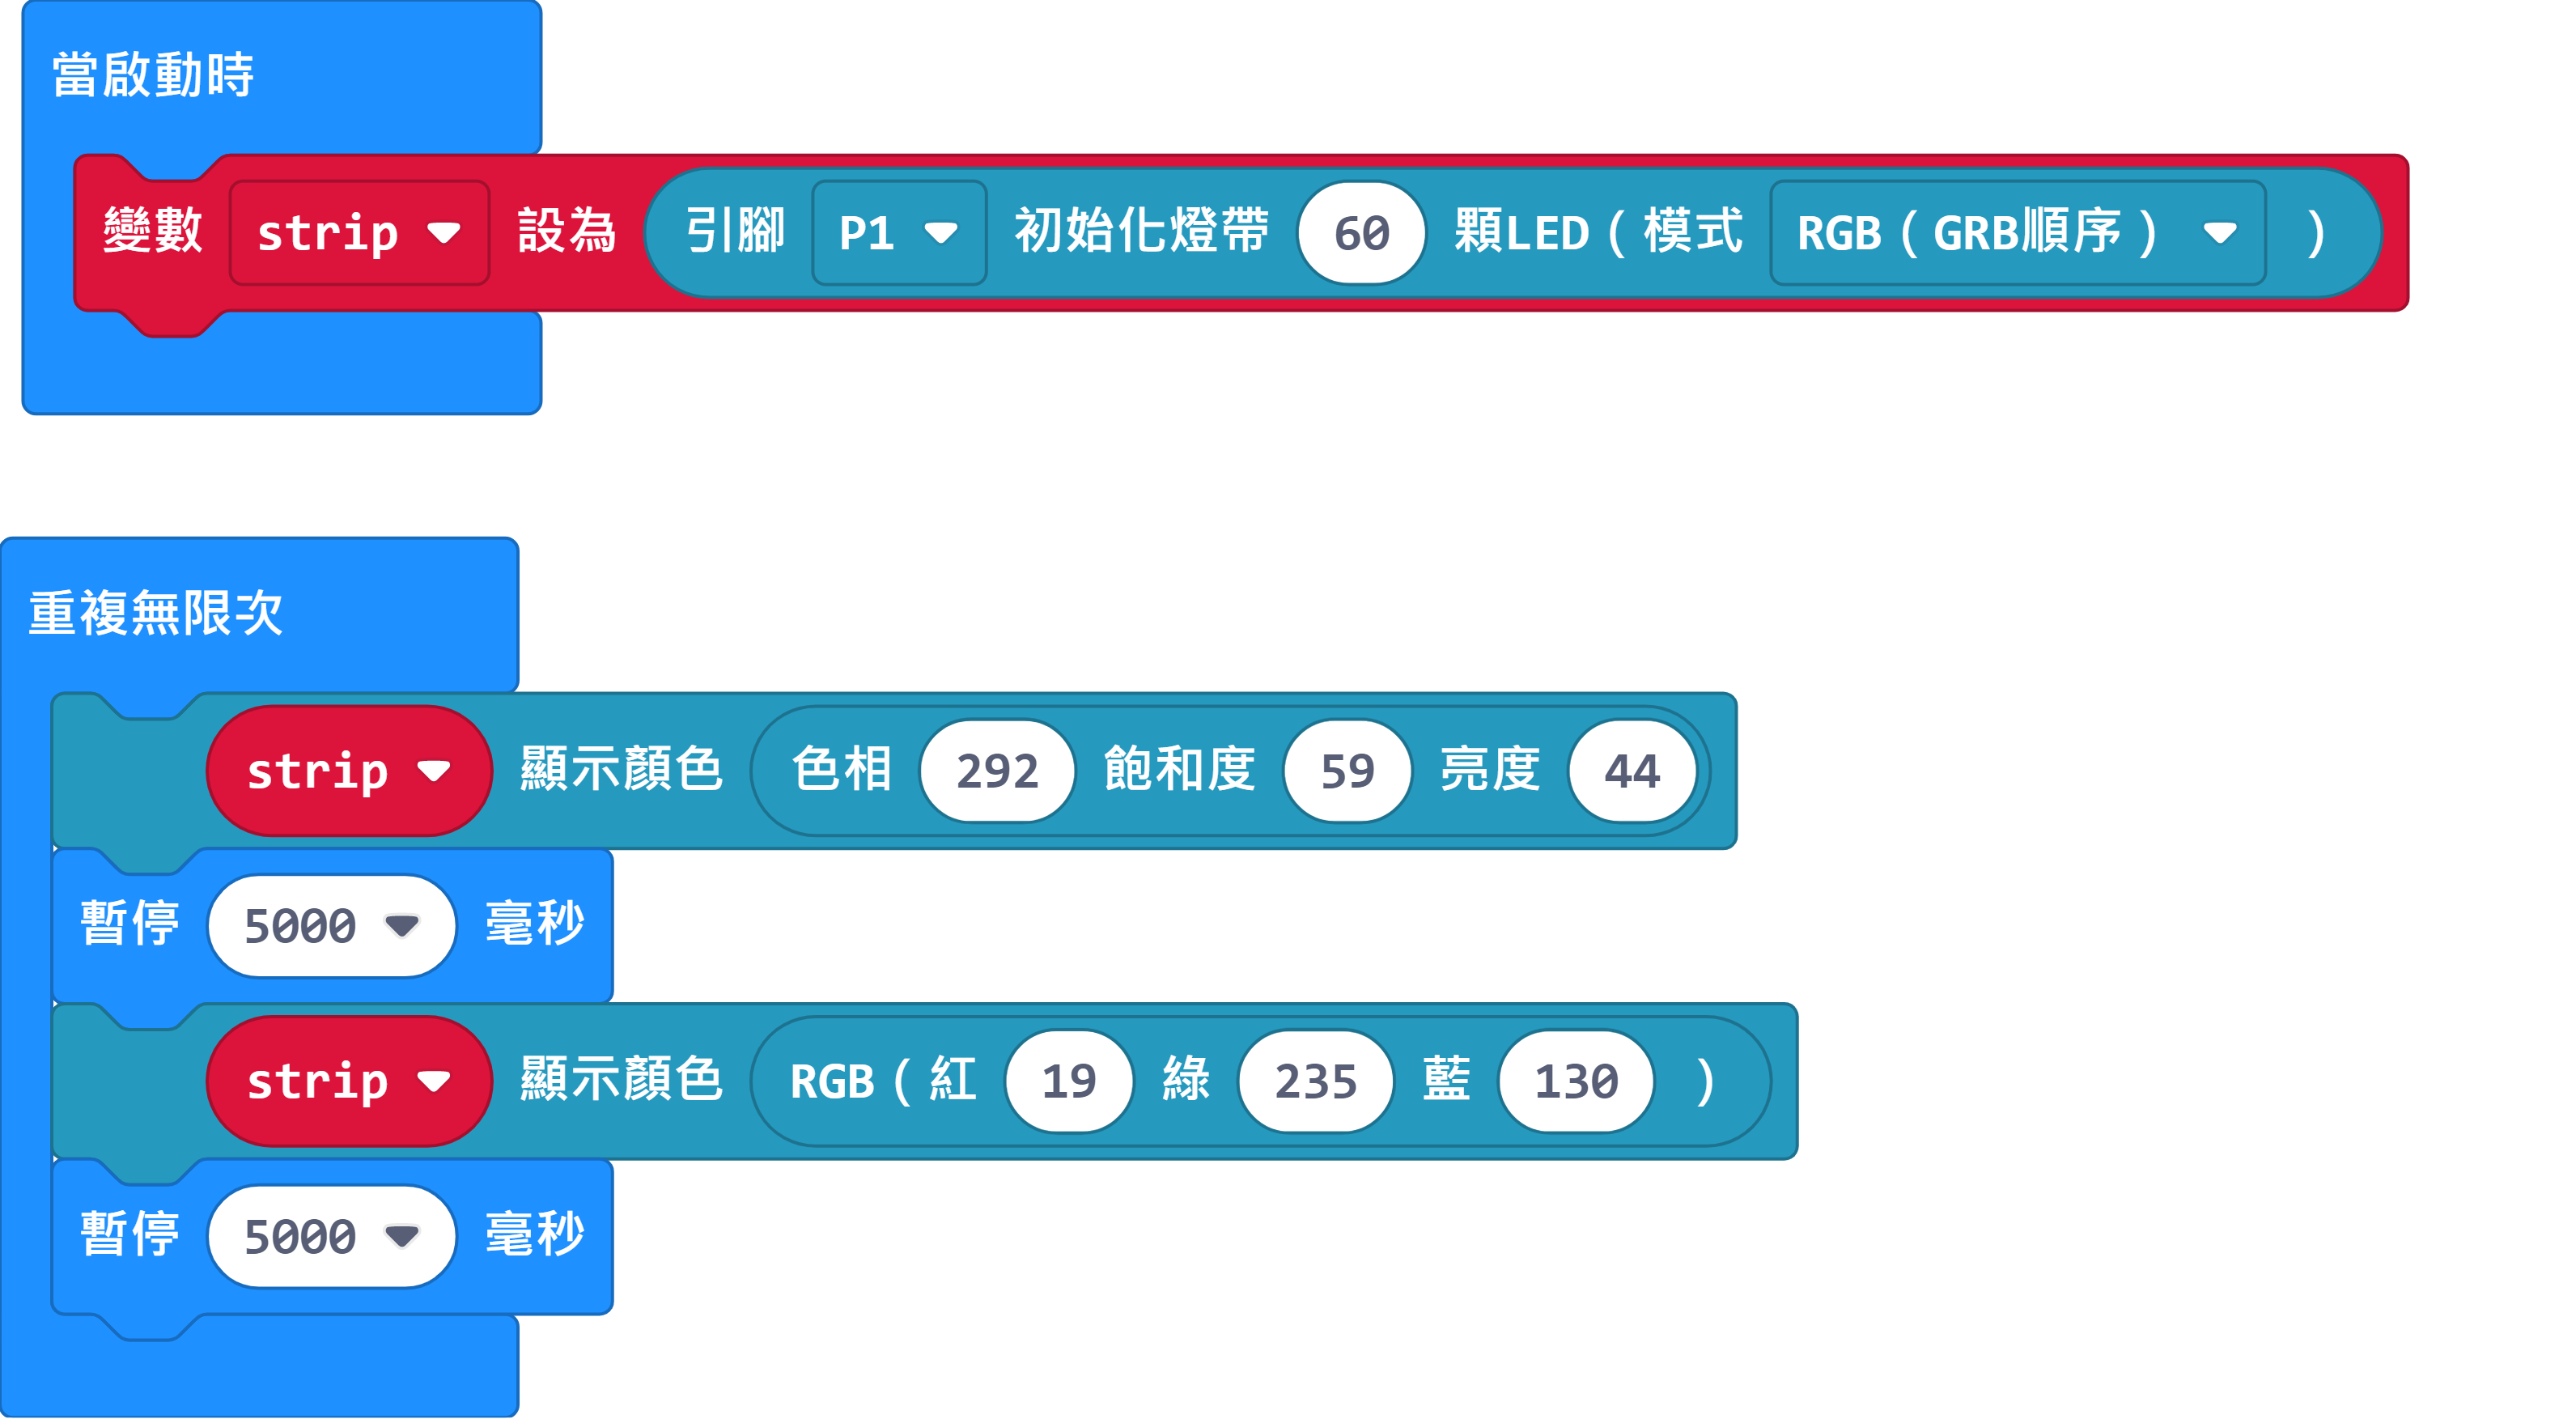 當啟動時
變數 strip 設為 引腳 P1 初始化燈帶 60 顆LED(模式 RGB(GRB順序) )
重複無限次
strip 顯示顏色 色相 292 飽和度 59 亮度 44
暫停 5000 毫秒
strip 顯示顏色 RGB(紅 19 綠 235 藍 130 )
暫停 5000 毫秒